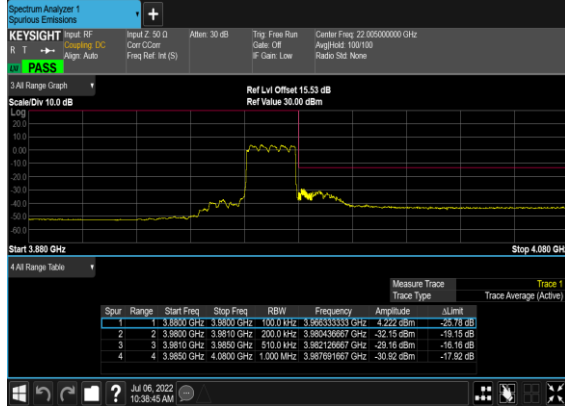 Spectrum Analyzer 1
Spurious Emissions
+
KEYSIGHT Input: RF Input Z: 50 Ω Atten: 30 dB Trig: Free Run Center Freq: 22.005000000 GHz
R T Coupling: DC Corr CCorr Gate: Off Avg|Hold: 100/100
Align: Auto Freq Ref: Int (S) IF Gain: Low Radio Std: None
PASS
3 All Range Graph
Ref Lvl Offset 15.53 dB
Scale/Div 10.0 dB Ref Value 30.00 dBm
Log
20.0
10.0
0.00
-10.0
-20.0
-30.0
-40.0
-50.0
-60.0
Start 3.880 GHz Stop 4.080 GH
4 All Range Table
Measure Trace Trace 1
Trace Type Trace Average (Active)
Spur Range Start Freq Stop Freq RBW Frequency Amplitude ΔLimit
1 1 3.8800 GHz 3.9800 GHz 100.0 kHz 3.966333333 GHz 4.222 dBm -25.78 dB
2 2 3.9800 GHz 3.9810 GHz 200.0 kHz 3.980436667 GHz -32.15 dBm -19.15 dB
3 3 3.9810 GHz 3.9850 GHz 510.0 kHz 3.982126667 GHz -29.16 dBm -16.16 dB
4 4 3.9850 GHz 4.0800 GHz 1.000 MHz 3.987691667 GHz -30.92 dBm -17.92 dB
? Jul 06, 2022
10:38:45 AM